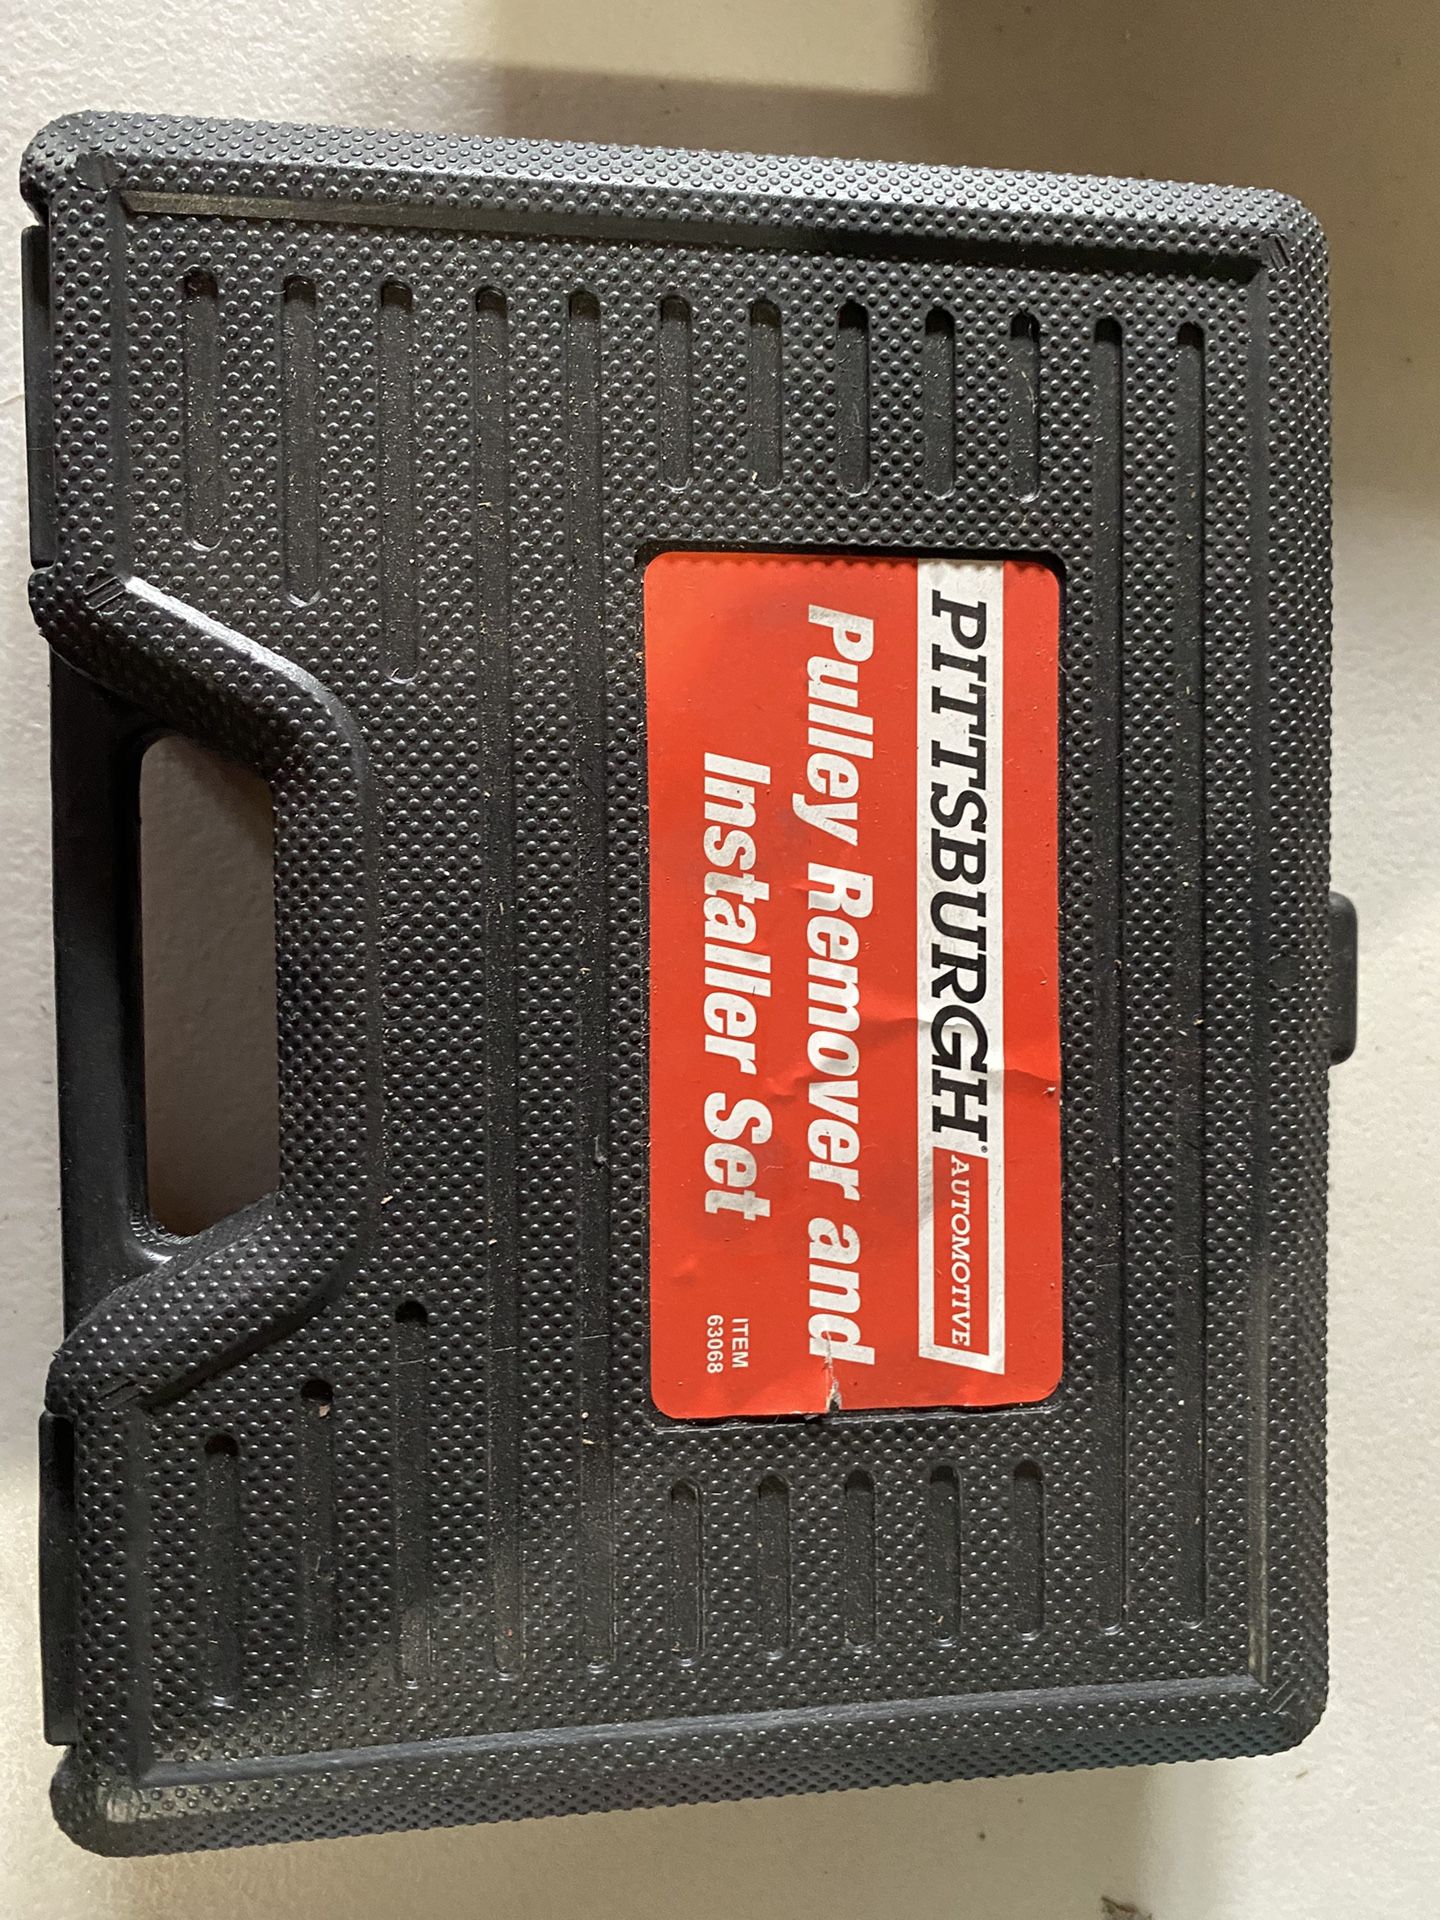 PITTSBURGH® AUTOMOTIVE
Pulley Remover and
Installer Set
ITEM
63068